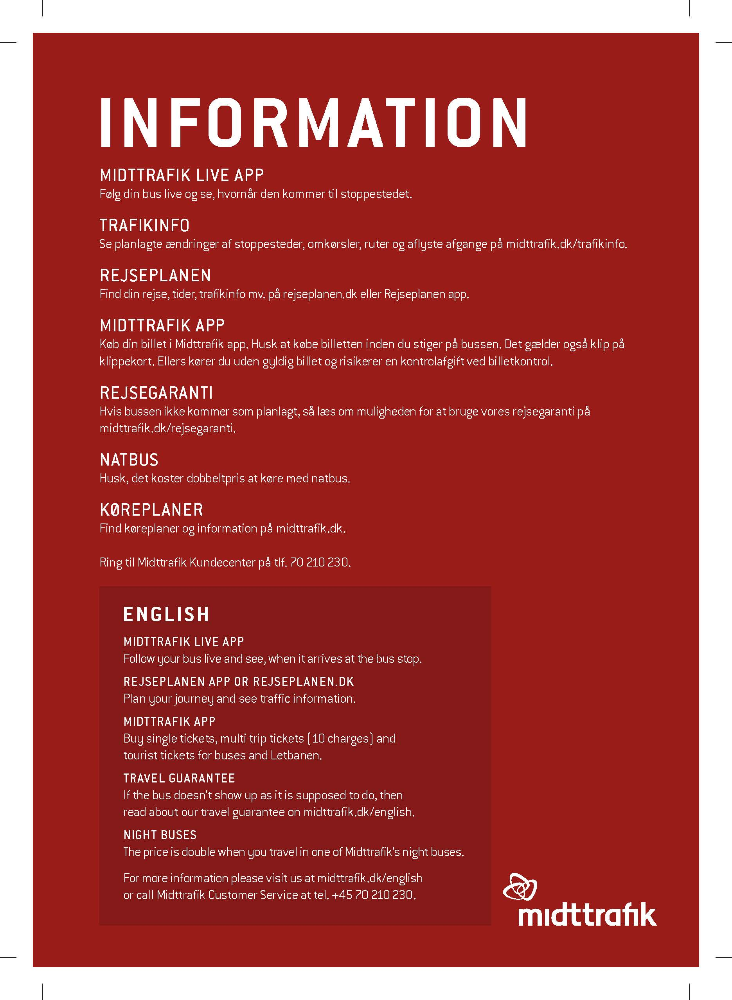 INFORMATION
MIDTTRAFIK LIVE APP
Følg din bus live og se, hvornår den kommer til stoppestedet.
TRAFIKINFO
Se planlagte ændringer af stoppesteder, omkørsler, ruter og aflyste afgange på midttrafik.dk/trafikinfo.
REJSEPLANEN
Find din rejse, tider, trafikinfo mv. på rejseplanen.dk eller Rejseplanen app.
MIDTTRAFIK APP
Køb din billet i Midttrafik app. Husk at købe billetten inden du stiger på bussen. Det gælder også klip på
klippekort. Ellers kører du uden gyldig billet og risikerer en kontrolafgift ved billetkontrol.
REJSEGARANTI
Hvis bussen ikke kommer som planlagt, så læs om muligheden for at bruge vores rejsegaranti på
midttrafik.dk/rejsegaranti.
NATBUS
Husk, det koster dobbeltpris at køre med natbus.
KØREPLANER
Find køreplaner og information på midttrafik.dk.
Ring til Midttrafik Kundecenter på tlf. 70 210 230.
ENGLISH
MIDTTRAFIK LIVE APP
Follow your bus live and see, when it arrives at the bus stop.
REJSEPLANEN APP OR REJSEPLANEN.DK
Plan your journey and see traffic information.
MIDTTRAFIK APP
Buy single tickets, multi trip tickets (10 charges) and
tourist tickets for buses and Letbanen.
TRAVEL GUARANTEE
If the bus doesn't show up as it is supposed to do, then
read about our travel guarantee on midttrafik.dk/english.
NIGHT BUSES
The price is double when you travel in one of Midttrafik's night buses.
For more information please visit us at midttrafik.dk/english
or call Midttrafik Customer Service at tel. +45 70 210 230.
midttrafik